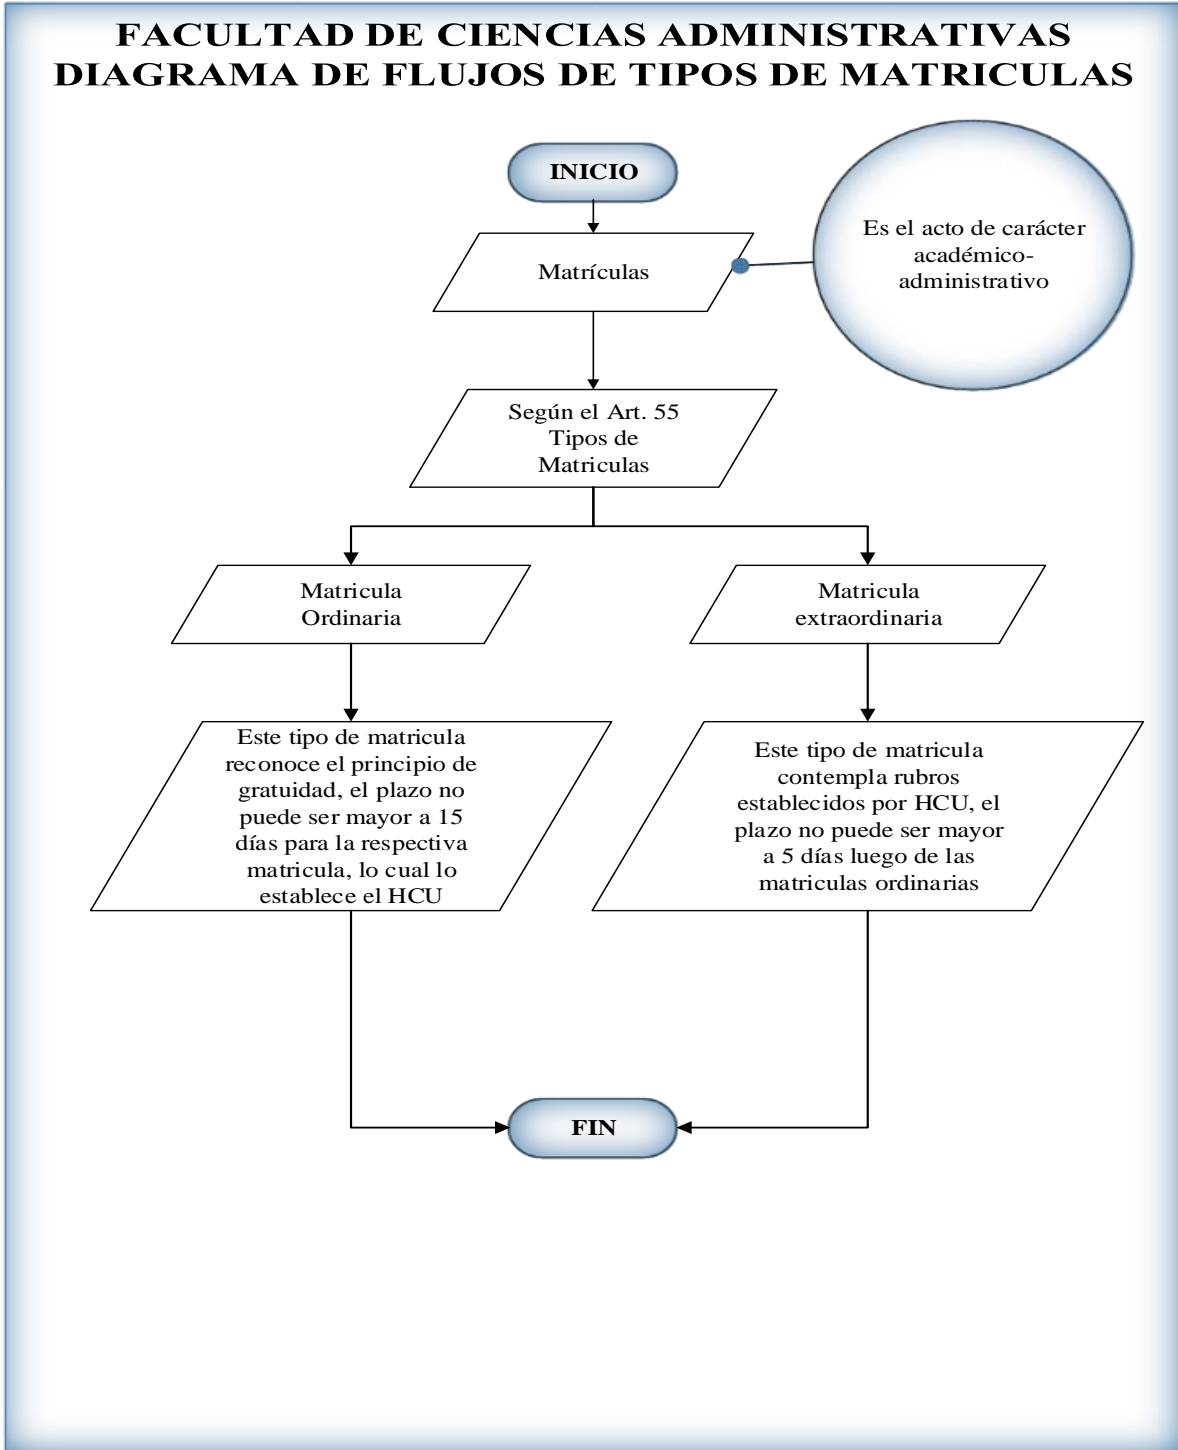 FACULTAD DE CIENCIAS ADMINISTRATIVAS
DIAGRAMA DE FLUJOS DE TIPOS DE MATRICULAS
INICIO
Matrículas
Es el acto de carácter
académico-
administrativo
Según el Art. 55
Tipos de
Matriculas
Matricula
Ordinaria
Matricula
extraordinaria
Este tipo de matricula
reconoce el principio de
gratuidad, el plazo no
puede ser mayor a 15
días para la respectiva
matricula, lo cual lo
establece el HCU
Este tipo de matricula
contempla rubros
establecidos por HCU, el
plazo no puede ser mayor
a 5 días luego de las
matriculas ordinarias
FIN